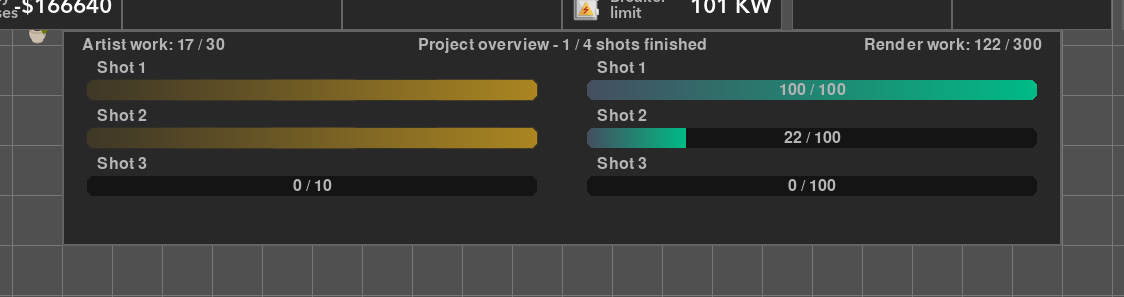 ses -$166640
Breaker
limit 101 KW
Artist work: 17 / 30 Project overview - 1 / 4 shots finished Render work: 122 / 300
Shot 1 Shot 1
100 / 100
Shot 2 Shot 2
22 / 100
Shot 3 Shot 3
0 / 10 0 / 100